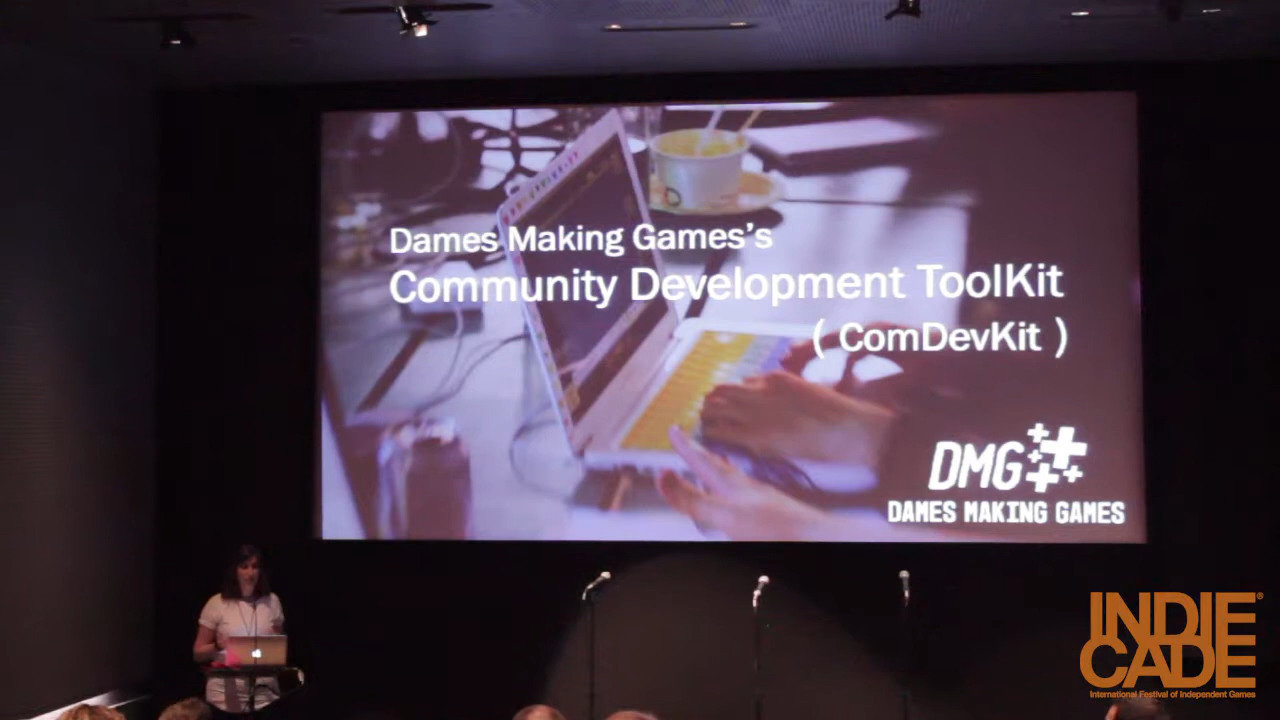 Dames Making Games's
Community Development ToolKit
( ComDevKit )
DMG
DAMES MAKING GAMES
INDIE
CADE®
International Festival of Independent Games